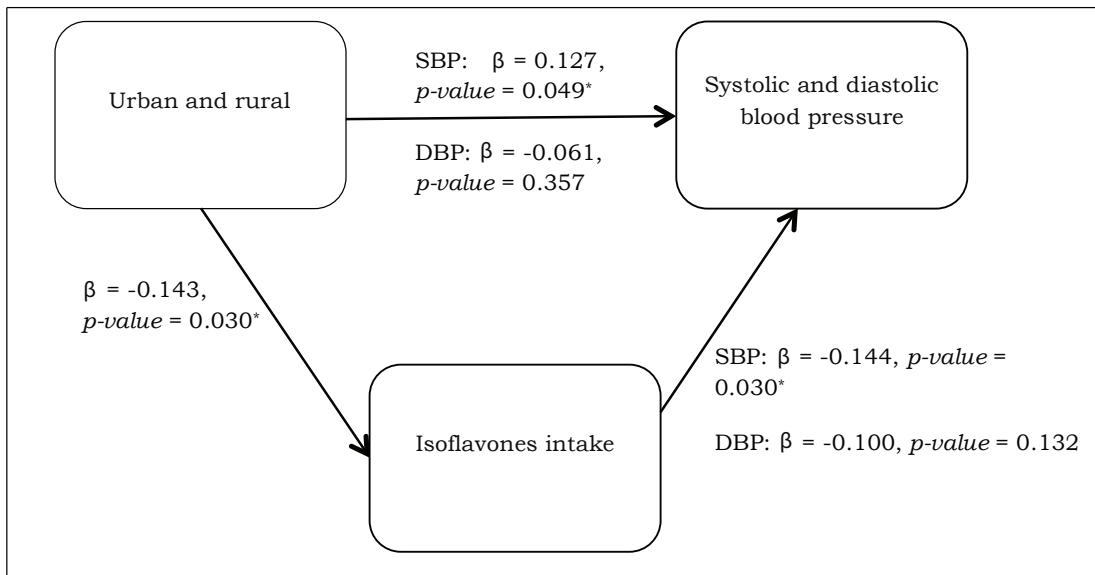 Urban and rural
SBP: β = 0.127,
p-value = 0.049*
DBP: β = -0.061,
p-value = 0.357
Systolic and diastolic
blood pressure
β = -0.143,
p-value = 0.030*
Isoflavones intake
SBP: β = -0.144, p-value =
0.030*
DBP: β = -0.100, p-value = 0.132